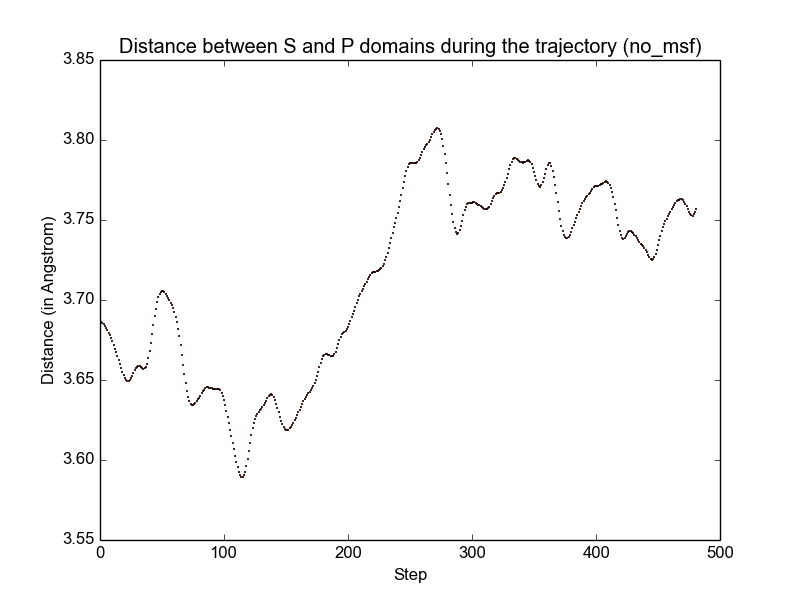 Distance between S and P domains during the trajectory (no_msf)
3.85
3.80
3.75
3.70
3.65
3.60
3.55
Distance (in Angstrom)
0 100 200 300 400 500
Step